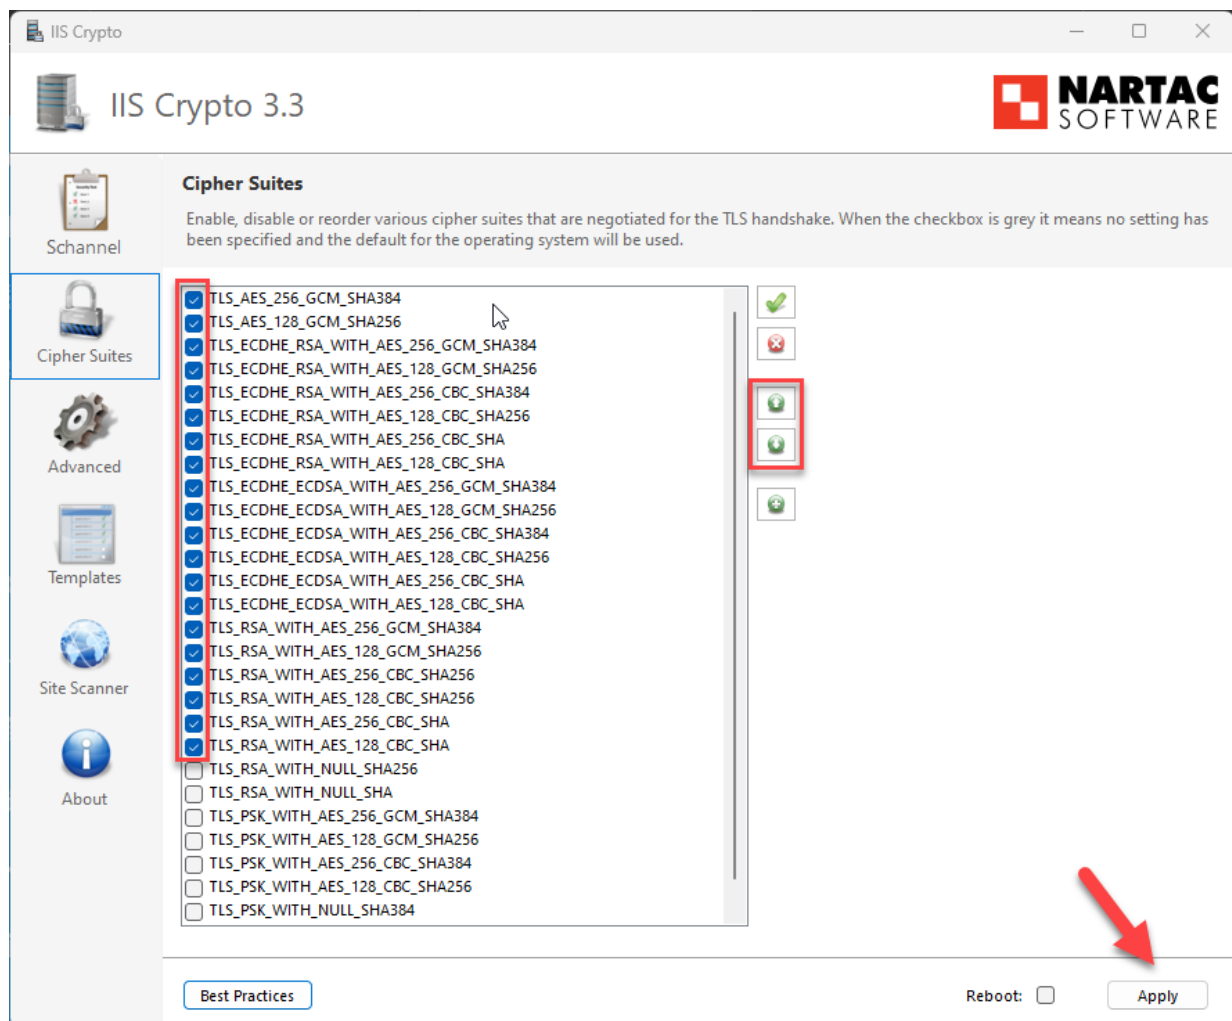 IIS Crypto
IIS Crypto 3.3
NARTAC
SOFTWARE
Schannel
Cipher Suites
Advanced
Templates
Site Scanner
About
Cipher Suites
Enable, disable or reorder various cipher suites that are negotiated for the TLS handshake. When the checkbox is grey it means no setting has
been specified and the default for the operating system will be used.
TLS_AES_256_GCM_SHA384
TLS_AES_128_GCM_SHA256
TLS_ECDHE_RSA_WITH_AES_256_GCM_SHA384
TLS_ECDHE_RSA_WITH_AES_128_GCM_SHA256
TLS_ECDHE_RSA_WITH_AES_256_CBC_SHA384
TLS_ECDHE_RSA_WITH_AES_128_CBC_SHA256
TLS_ECDHE_RSA_WITH_AES_256_CBC_SHA
TLS_ECDHE_RSA_WITH_AES_128_CBC_SHA
TLS_ECDHE_ECDSA_WITH_AES_256_GCM_SHA384
TLS_ECDHE_ECDSA_WITH_AES_128_GCM_SHA256
TLS_ECDHE_ECDSA_WITH_AES_256_CBC_SHA384
TLS_ECDHE_ECDSA_WITH_AES_128_CBC_SHA256
TLS_ECDHE_ECDSA_WITH_AES_256_CBC_SHA
TLS_ECDHE_ECDSA_WITH_AES_128_CBC_SHA
TLS_RSA_WITH_AES_256_GCM_SHA384
TLS_RSA_WITH_AES_128_GCM_SHA256
TLS_RSA_WITH_AES_256_CBC_SHA256
TLS_RSA_WITH_AES_128_CBC_SHA256
TLS_RSA_WITH_AES_256_CBC_SHA
TLS_RSA_WITH_AES_128_CBC_SHA
TLS_RSA_WITH_NULL_SHA256
TLS_RSA_WITH_NULL_SHA
TLS_PSK_WITH_AES_256_GCM_SHA384
TLS_PSK_WITH_AES_128_GCM_SHA256
TLS_PSK_WITH_AES_256_CBC_SHA384
TLS_PSK_WITH_AES_128_CBC_SHA256
TLS_PSK_WITH_NULL_SHA384
Best Practices
Reboot:
Apply